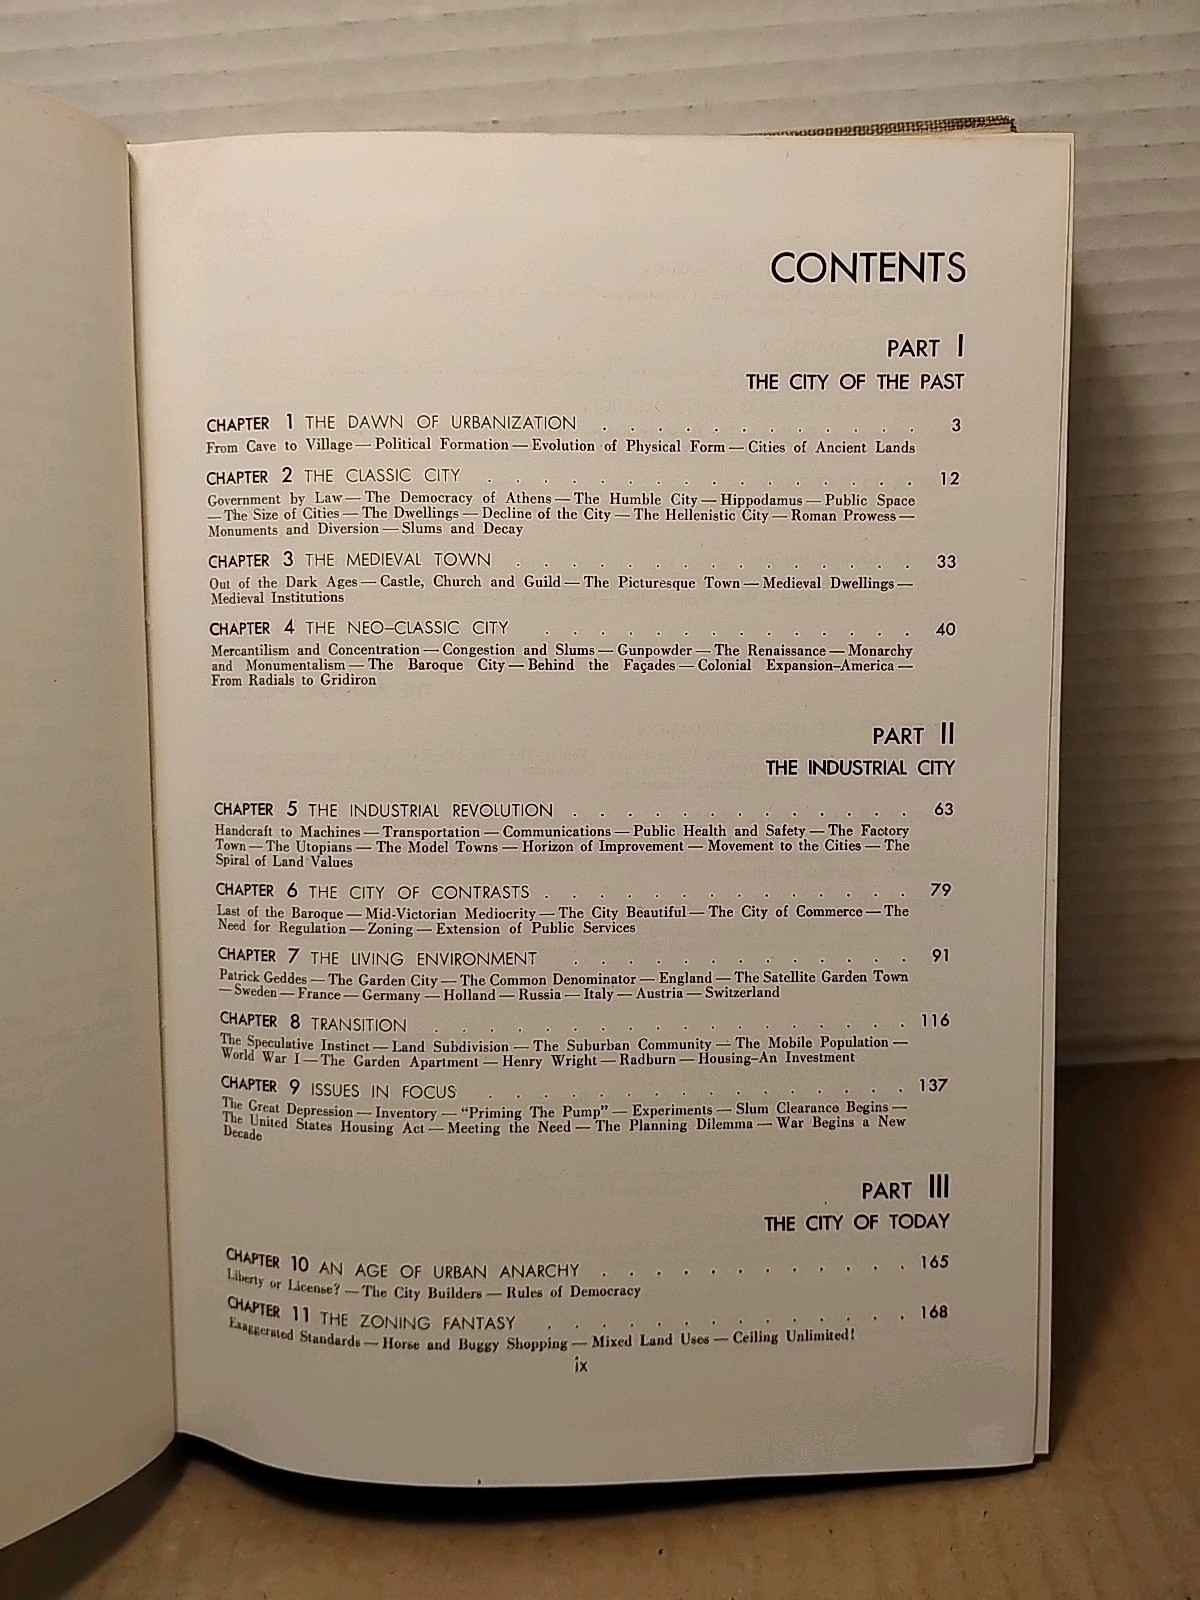 CONTENTS
PART I
THE CITY OF THE PAST
CHAPTER 1 THE DAWN OF URBANIZATION . . . . . . . . . . . . 3
From Cave to Village — Political Formation — Evolution of Physical Form — Cities of Ancient Lands
CHAPTER 2 THE CLASSIC CITY . . . . . . . . . . . . . . . . 12
Government by Law — The Democracy of Athens — The Humble City — Hippodamus — Public Space
— The Size of Cities — The Dwellings — Decline of the City — The Hellenistic City — Roman Prowess —
Monuments and Diversion — Slums and Decay
CHAPTER 3 THE MEDIEVAL TOWN . . . . . . . . . . . . . . . 33
Out of the Dark Ages — Castle, Church and Guild — The Picturesque Town — Medieval Dwellings —
Medieval Institutions
CHAPTER 4 THE NEO–CLASSIC CITY . . . . . . . . . . . . . . 40
Mercantilism and Concentration — Congestion and Slums — Gunpowder — The Renaissance — Monarchy
and Monumentalism — The Baroque City — Behind the Façades — Colonial Expansion–America —
From Radials to Gridiron
PART II
THE INDUSTRIAL CITY
CHAPTER 5 THE INDUSTRIAL REVOLUTION . . . . . . . . . . . . . 63
Handcraft to Machines — Transportation — Communications — Public Health and Safety — The Factory
Town — The Utopians — The Model Towns — Horizon of Improvement — Movement to the Cities — The
Spiral of Land Values
CHAPTER 6 THE CITY OF CONTRASTS . . . . . . . . . . . . . . 79
Last of the Baroque — Mid-Victorian Mediocrity — The City Beautiful — The City of Commerce — The
Need for Regulation — Zoning — Extension of Public Services
CHAPTER 7 THE LIVING ENVIRONMENT . . . . . . . . . . . . . 91
Patrick Geddes — The Garden City — The Common Denominator — England — The Satellite Garden Town
— Sweden — France — Germany — Holland — Russia — Italy — Austria — Switzerland
CHAPTER 8 TRANSITION . . . . . . . . . . . . . . . . . . 116
The Speculative Instinct — Land Subdivision — The Suburban Community — The Mobile Population —
World War I — The Garden Apartment — Henry Wright — Radburn — Housing–An Investment
CHAPTER 9 ISSUES IN FOCUS . . . . . . . . . . . . . . . . 137
The Great Depression — Inventory — "Priming The Pump" — Experiments — Slum Clearance Begins —
The United States Housing Act — Meeting the Need — The Planning Dilemma — War Begins a New
Decade
PART III
THE CITY OF TODAY
CHAPTER 10 AN AGE OF URBAN ANARCHY . . . . . . . . . . . . 165
Liberty or License? — The City Builders — Rules of Democracy
CHAPTER 11 THE ZONING FANTASY . . . . . . . . . . . . . . 168
Exaggerated Standards — Horse and Buggy Shopping — Mixed Land Uses — Ceiling Unlimited!
ix